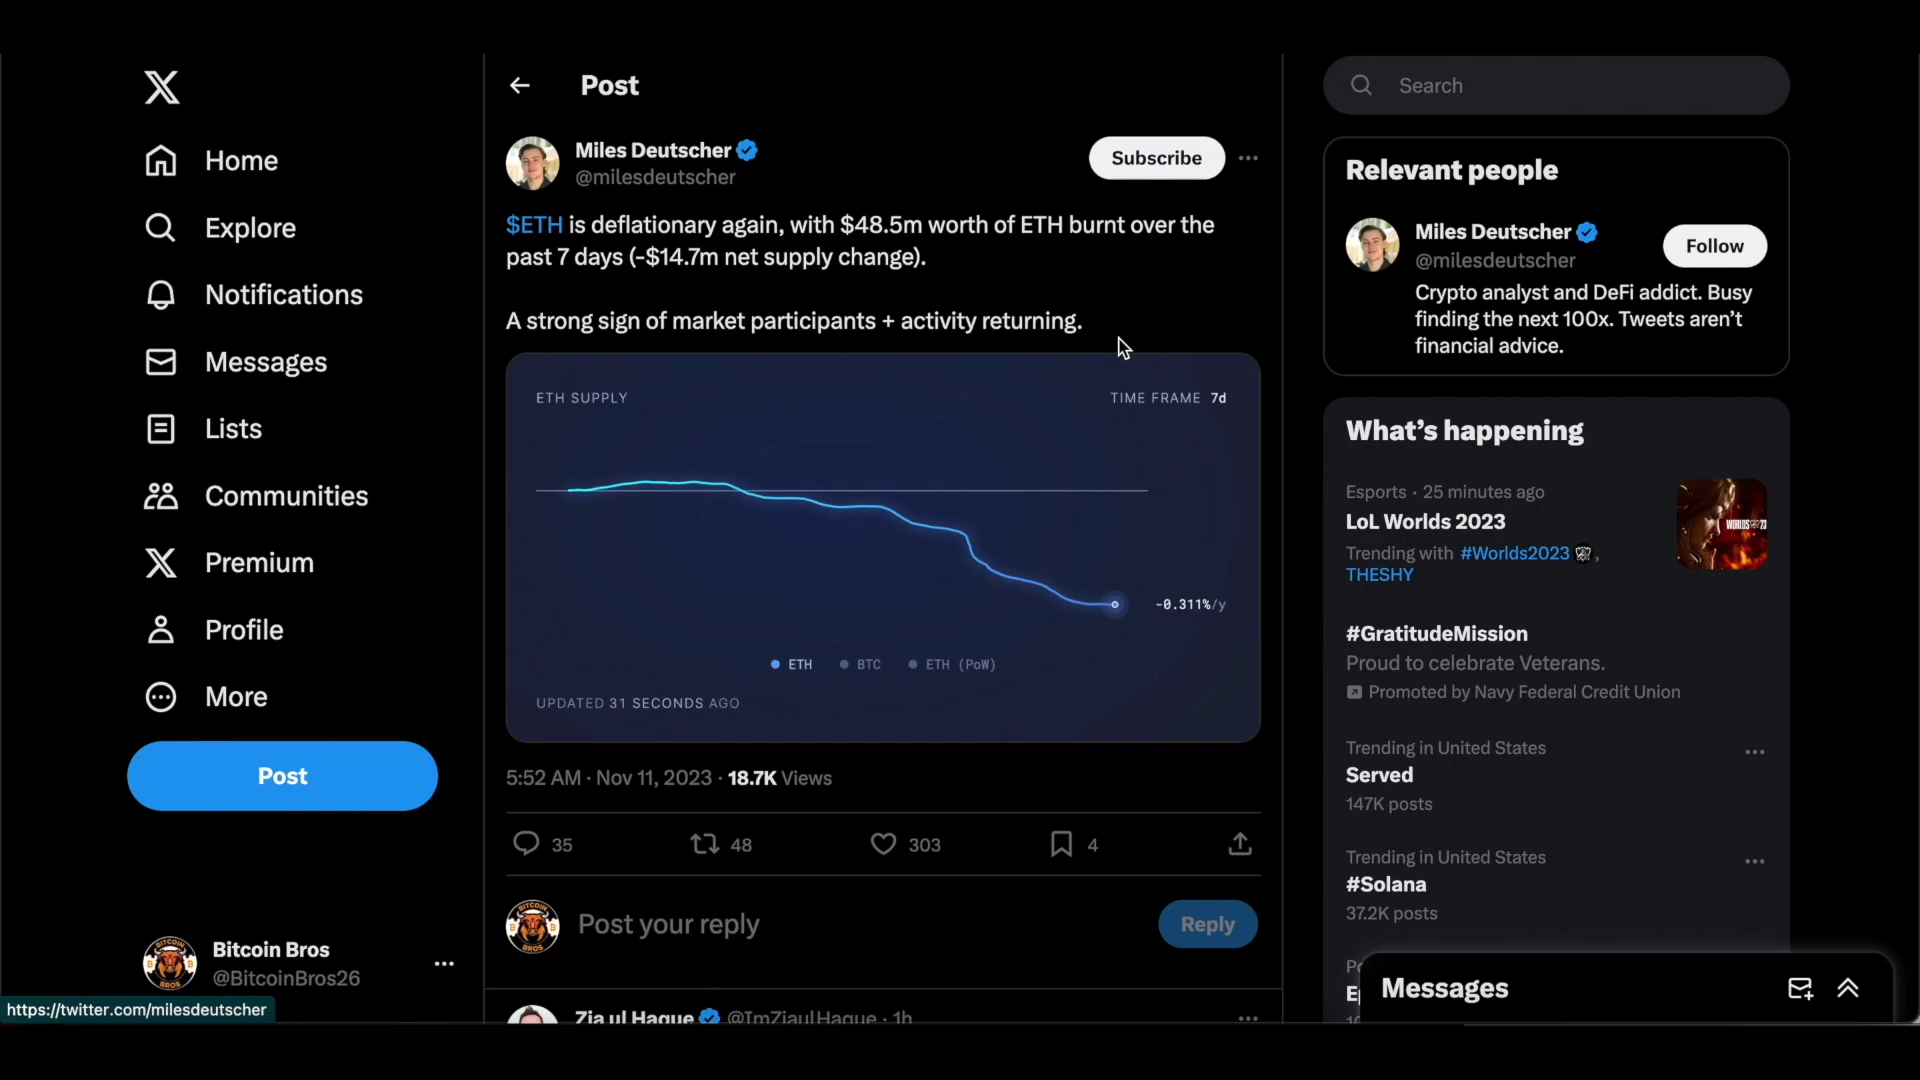 Home
Explore
Notifications
Messages
Lists
Communities
Premium
Profile
More
Post
Bitcoin Bros
@BitcoinBros26
https://twitter.com/milesdeutscher
Post
Miles Deutscher
@milesdeutscher
Subscribe
$ETH is deflationary again, with $48.5m worth of ETH burnt over the
past 7 days (-$14.7m net supply change).
A strong sign of market participants + activity returning.
ETH SUPPLY
TIME FRAME 7d
-0.311%/y
ETH BTC ETH (PoW)
UPDATED 31 SECONDS AGO
5:52 AM · Nov 11, 2023 · 18.7K Views
35 48 303 4
Post your reply
Reply
Zia ul Haque @ImZiaulHaque · 1h
Search
Relevant people
Miles Deutscher
@milesdeutscher
Follow
Crypto analyst and DeFi addict. Busy
finding the next 100x. Tweets aren’t
financial advice.
What’s happening
Esports · 25 minutes ago
LoL Worlds 2023
Trending with #Worlds2023 ,
THESHY
WORLDS 23
#GratitudeMission
Proud to celebrate Veterans.
Promoted by Navy Federal Credit Union
Trending in United States
Served
147K posts
Trending in United States
#Solana
37.2K posts
Messages